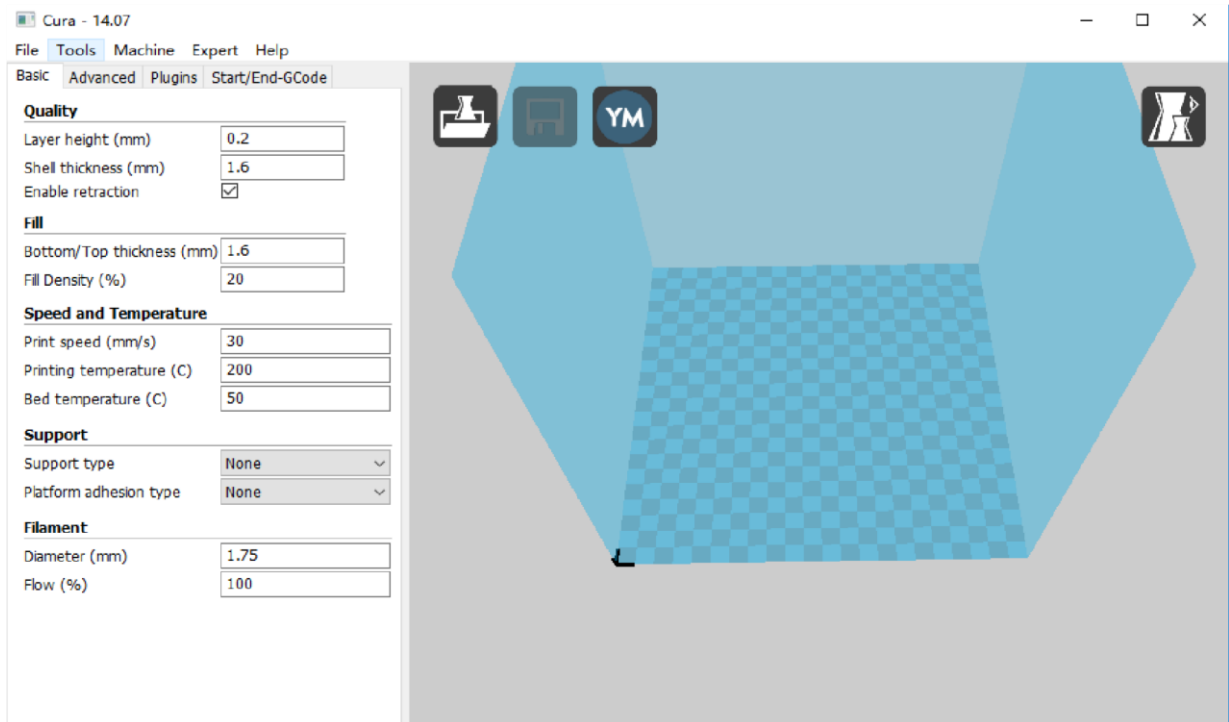 Cura - 14.07
File Tools Machine Expert Help
Basic Advanced Plugins Start/End-GCode
Quality
Layer height (mm) 0.2
Shell thickness (mm) 1.6
Enable retraction
Fill
Bottom/Top thickness (mm) 1.6
Fill Density (%) 20
Speed and Temperature
Print speed (mm/s) 30
Printing temperature (C) 200
Bed temperature (C) 50
Support
Support type None
Platform adhesion type None
Filament
Diameter (mm) 1.75
Flow (%) 100
YM